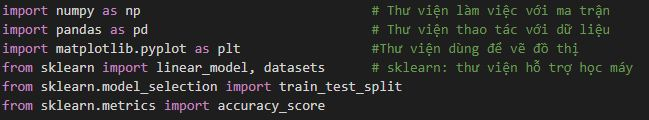 import numpy as np # Thư viện làm việc với ma trận
import pandas as pd # Thư viện thao tác với dữ liệu
import matplotlib.pyplot as plt #Thư viện dùng để vẽ đồ thị
from sklearn import linear_model, datasets # sklearn: thư viện hỗ trợ học máy
from sklearn.model_selection import train_test_split
from sklearn.metrics import accuracy_score